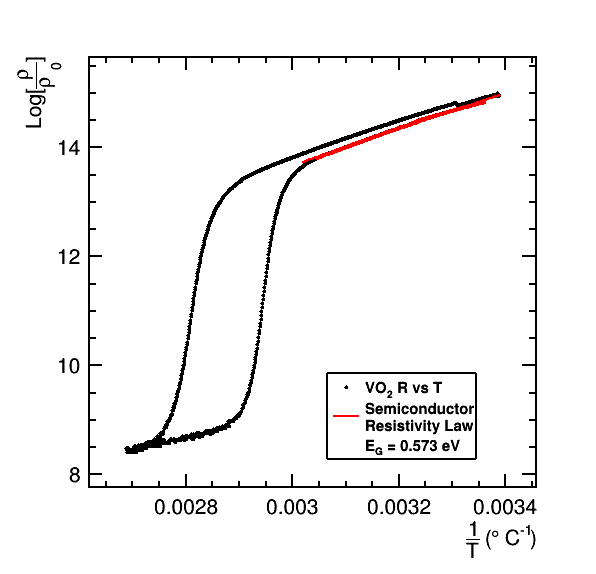 Log[ρ/ρ0]
14
12
10
8
VO2 R vs T
Semiconductor
Resistivity Law
EG = 0.573 eV
0.0028 0.003 0.0032 0.0034
1/T (° C-1)